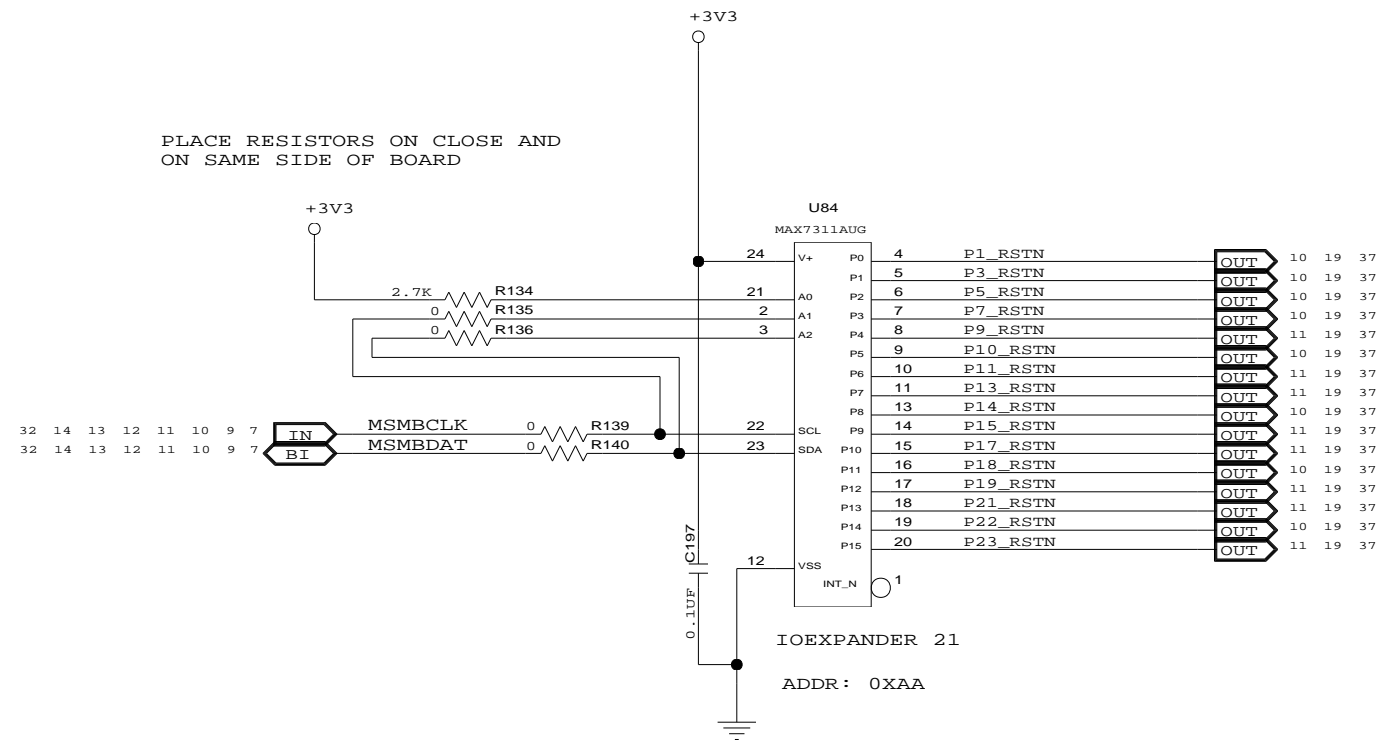 +3V3
PLACE RESISTORS ON CLOSE AND
ON SAME SIDE OF BOARD
+3V3
U84
MAX7311AUG
24 V+ P0 4 P1_RSTN OUT 10 19 37
P1 5 P3_RSTN OUT 10 19 37
2.7K R134 21 A0 P2 6 P5_RSTN OUT 10 19 37
0 R135 2 A1 P3 7 P7_RSTN OUT 10 19 37
0 R136 3 A2 P4 8 P9_RSTN OUT 11 19 37
P5 9 P10_RSTN OUT 10 19 37
P6 10 P11_RSTN OUT 11 19 37
P7 11 P13_RSTN OUT 11 19 37
P8 13 P14_RSTN OUT 10 19 37
32 14 13 12 11 10 9 7 IN MSMBCLK 0 R139 22 SCL P9 14 P15_RSTN OUT 11 19 37
32 14 13 12 11 10 9 7 BI MSMBDAT 0 R140 23 SDA P10 15 P17_RSTN OUT 11 19 37
P11 16 P18_RSTN OUT 10 19 37
P12 17 P19_RSTN OUT 11 19 37
P13 18 P21_RSTN OUT 11 19 37
P14 19 P22_RSTN OUT 10 19 37
P15 20 P23_RSTN OUT 11 19 37
C197
0.1UF
12 VSS
INT_N 1
IOEXPANDER 21
ADDR: 0XAA